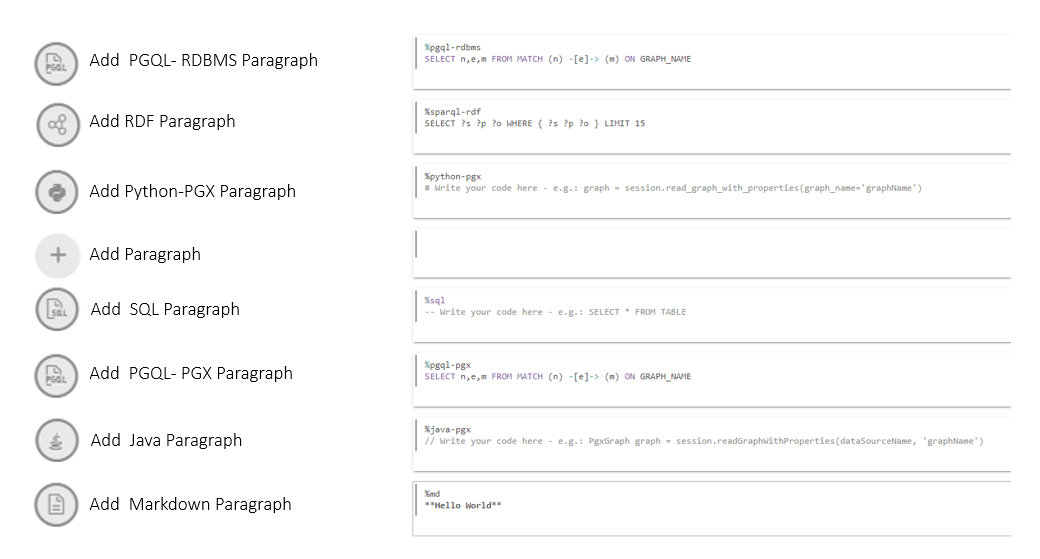 PGQL
Add PGQL- RDBMS Paragraph
%pgql-rdbms
SELECT n,e,m FROM MATCH (n) -[e]-> (m) ON GRAPH_NAME
Add RDF Paragraph
%sparql-rdf
SELECT ?s ?p ?o WHERE { ?s ?p ?o } LIMIT 15
Add Python-PGX Paragraph
%python-pgx
# Write your code here - e.g.: graph = session.read_graph_with_properties(graph_name='graphName')
+
Add Paragraph
SQL
Add SQL Paragraph
%sql
-- Write your code here - e.g.: SELECT * FROM TABLE
PGQL
Add PGQL- PGX Paragraph
%pgql-pgx
SELECT n,e,m FROM MATCH (n) -[e]-> (m) ON GRAPH_NAME
Add Java Paragraph
%java-pgx
// Write your code here - e.g.: PgxGraph graph = session.readGraphWithProperties(dataSourceName, 'graphName')
Add Markdown Paragraph
%md
**Hello World**